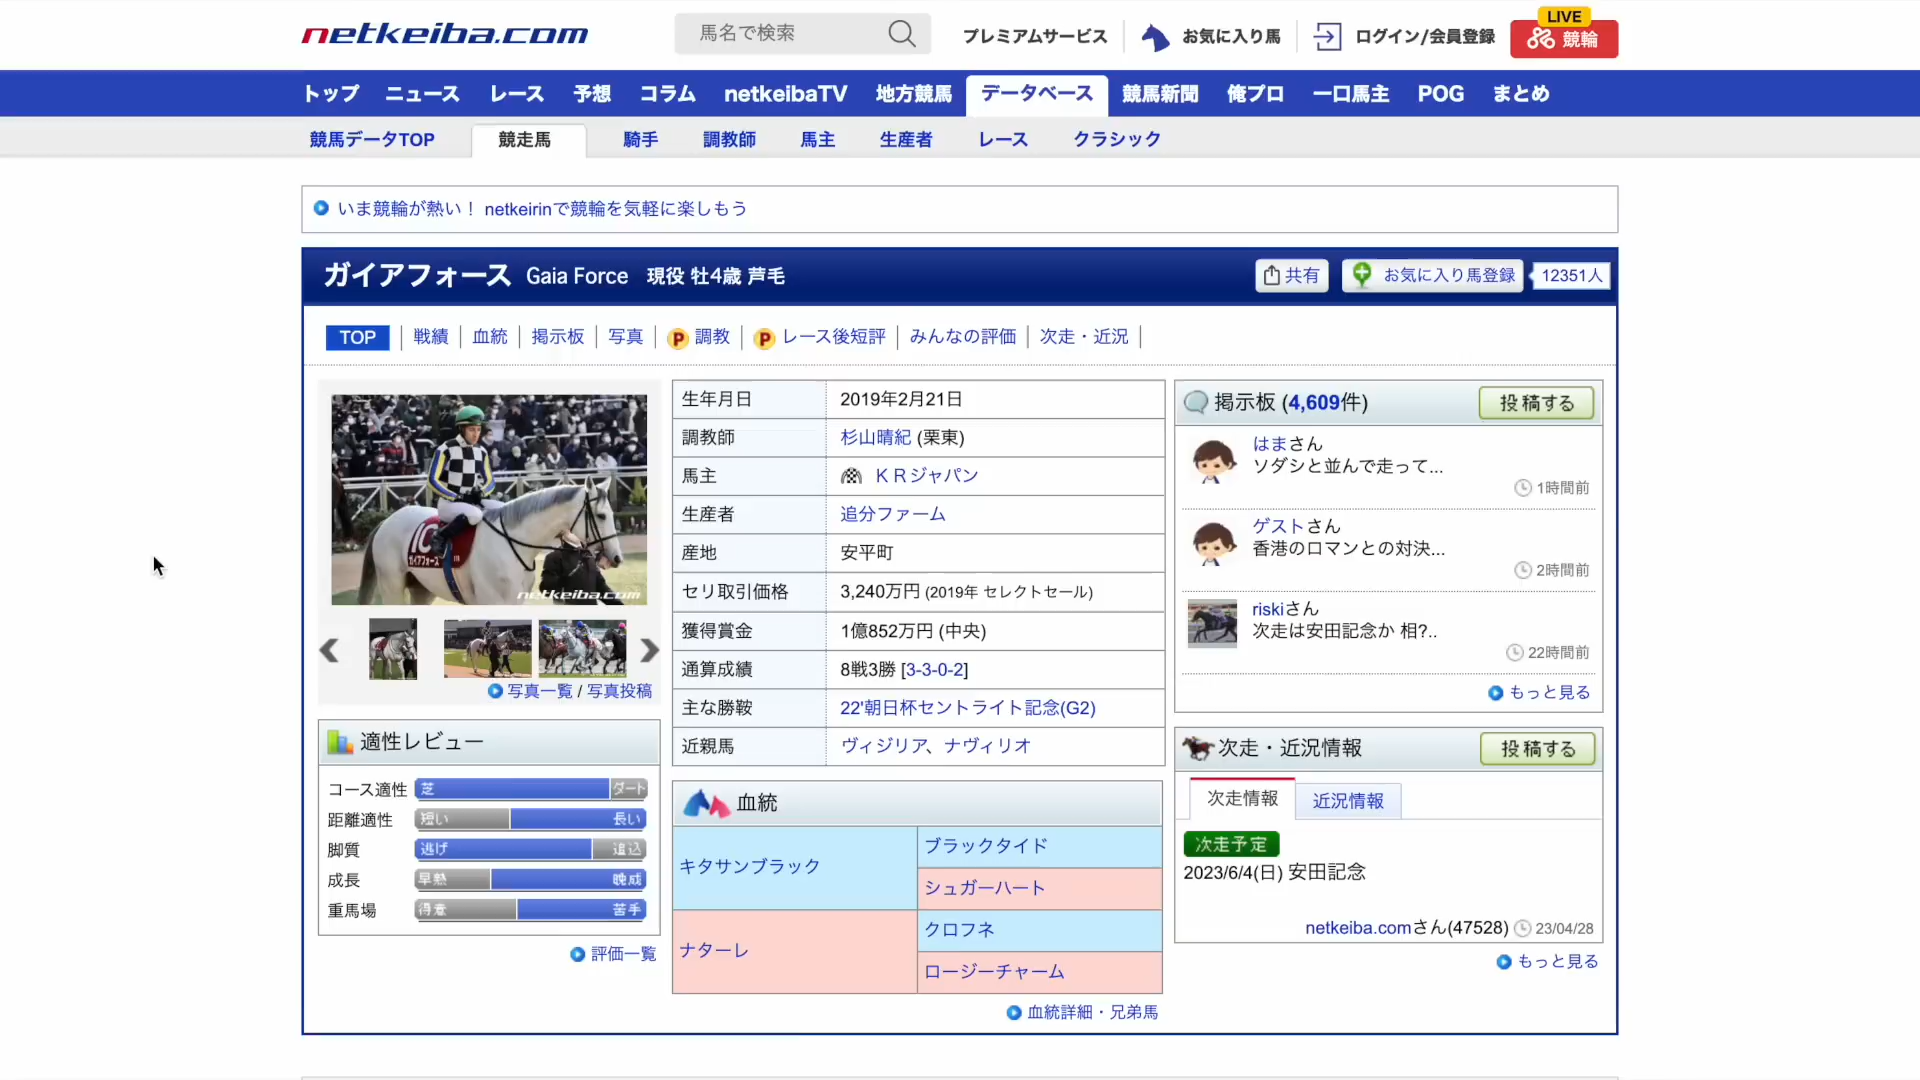 netkeiba.com
馬名で検索
プレミアムサービス
お気に入り馬
ログイン/会員登録
LIVE
競輪
トップ ニュース レース 予想 コラム netkeibaTV 地方競馬 データベース 競馬新聞 俺プロ 一口馬主 POG まとめ
競馬データTOP 競走馬 騎手 調教師 馬主 生産者 レース クラシック
いま競輪が熱い！ netkeirinで競輪を気軽に楽しもう
ガイアフォース Gaia Force 現役 牡4歳 芦毛
共有
お気に入り馬登録
12351人
TOP 戦績 血統 掲示板 写真 P 調教 P レース後短評 みんなの評価 次走・近況
ガイアフォース
netkeiba.com
写真一覧 / 写真投稿
適性レビュー
コース適性 芝 ダート
距離適性 短い 長い
脚質 逃げ 追込
成長 早熟 晩成
重馬場 得意 苦手
評価一覧
生年月日 2019年2月21日
調教師 杉山晴紀 (栗東)
馬主 ＫＲジャパン
生産者 追分ファーム
産地 安平町
セリ取引価格 3,240万円 (2019年 セレクトセール)
獲得賞金 1億852万円 (中央)
通算成績 8戦3勝 [3-3-0-2]
主な勝鞍 22'朝日杯セントライト記念(G2)
近親馬 ヴィジリア、ナヴィリオ
血統
キタサンブラック
ブラックタイド
シュガーハート
ナターレ
クロフネ
ロージーチャーム
血統詳細・兄弟馬
掲示板 (4,609件)
投稿する
はまさん
ソダシと並んで走って...
1時間前
ゲストさん
香港のロマンとの対決...
2時間前
riskiさん
次走は安田記念か 相?..
22時間前
もっと見る
次走・近況情報
投稿する
次走情報 近況情報
次走予定
2023/6/4(日) 安田記念
netkeiba.comさん(47528) 23/04/28
もっと見る